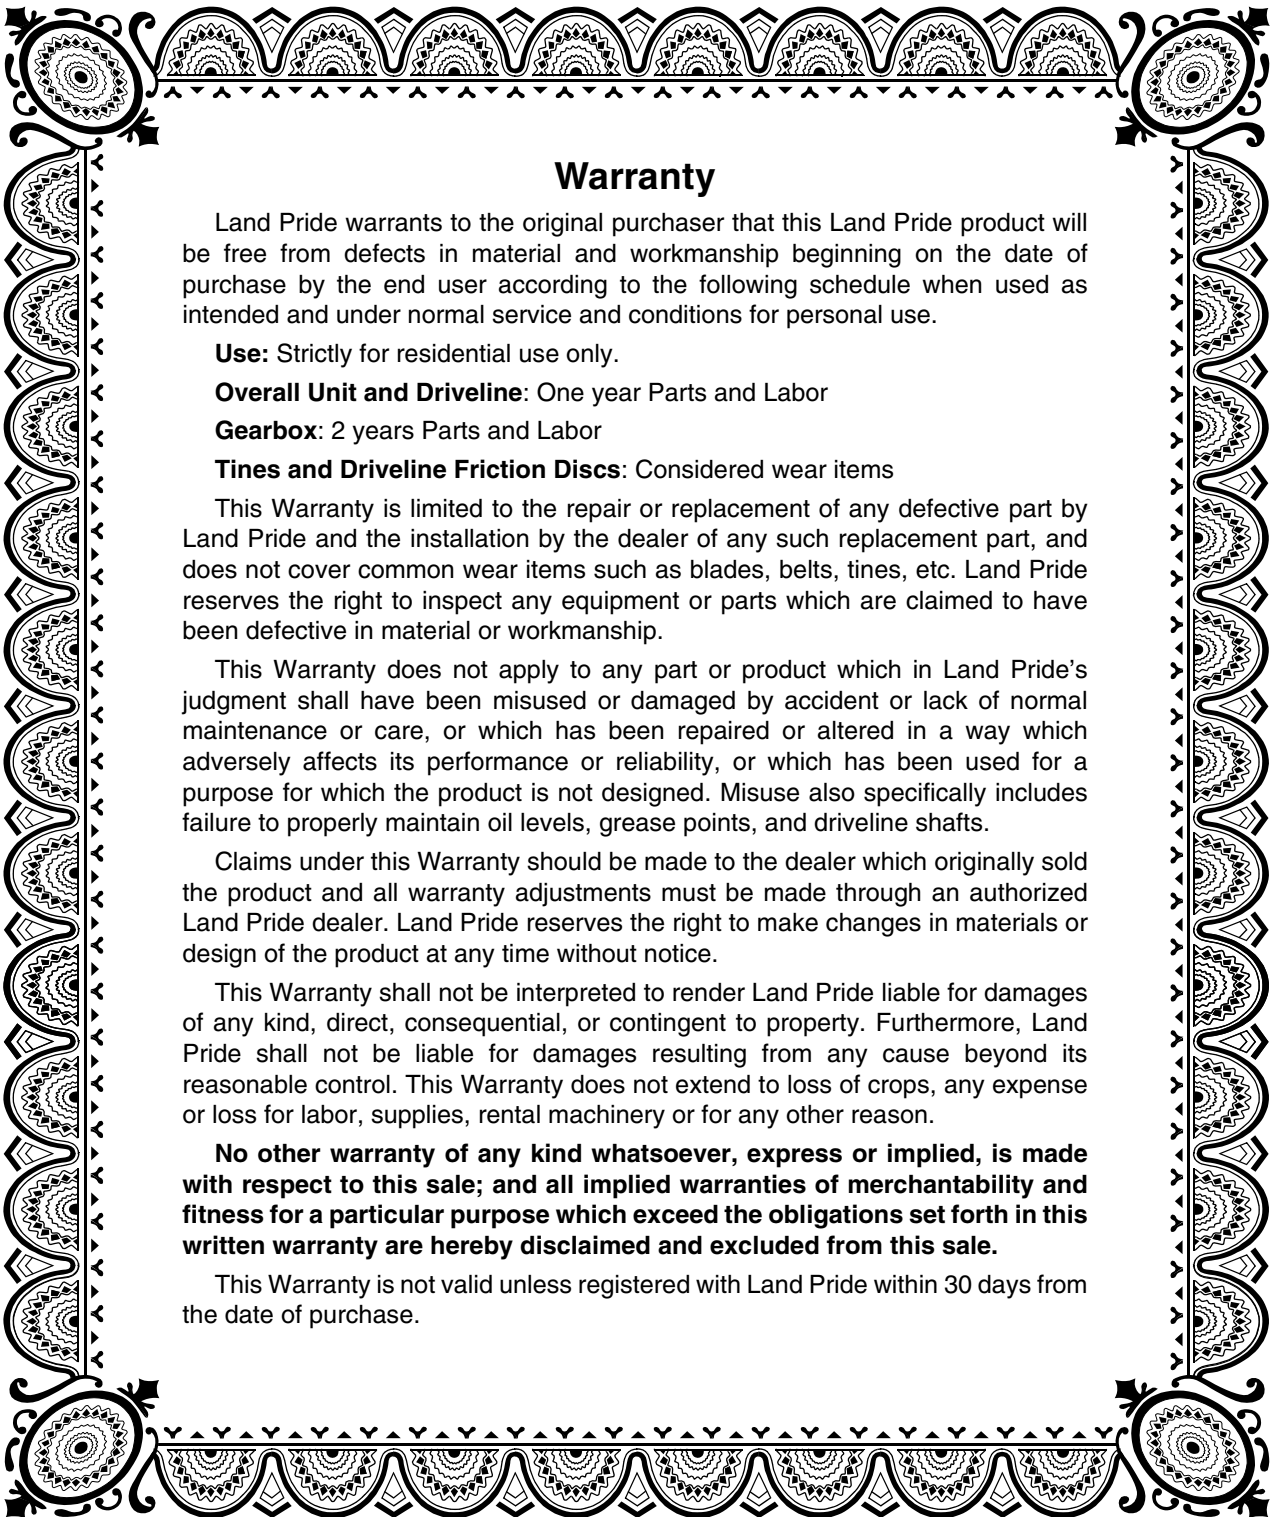 Warranty
Land Pride warrants to the original purchaser that this Land Pride product will
be free from defects in material and workmanship beginning on the date of
purchase by the end user according to the following schedule when used as
intended and under normal service and conditions for personal use.
Use: Strictly for residential use only.
Overall Unit and Driveline: One year Parts and Labor
Gearbox: 2 years Parts and Labor
Tines and Driveline Friction Discs: Considered wear items
This Warranty is limited to the repair or replacement of any defective part by
Land Pride and the installation by the dealer of any such replacement part, and
does not cover common wear items such as blades, belts, tines, etc. Land Pride
reserves the right to inspect any equipment or parts which are claimed to have
been defective in material or workmanship.
This Warranty does not apply to any part or product which in Land Pride’s
judgment shall have been misused or damaged by accident or lack of normal
maintenance or care, or which has been repaired or altered in a way which
adversely affects its performance or reliability, or which has been used for a
purpose for which the product is not designed. Misuse also specifically includes
failure to properly maintain oil levels, grease points, and driveline shafts.
Claims under this Warranty should be made to the dealer which originally sold
the product and all warranty adjustments must be made through an authorized
Land Pride dealer. Land Pride reserves the right to make changes in materials or
design of the product at any time without notice.
This Warranty shall not be interpreted to render Land Pride liable for damages
of any kind, direct, consequential, or contingent to property. Furthermore, Land
Pride shall not be liable for damages resulting from any cause beyond its
reasonable control. This Warranty does not extend to loss of crops, any expense
or loss for labor, supplies, rental machinery or for any other reason.
No other warranty of any kind whatsoever, express or implied, is made
with respect to this sale; and all implied warranties of merchantability and
fitness for a particular purpose which exceed the obligations set forth in this
written warranty are hereby disclaimed and excluded from this sale.
This Warranty is not valid unless registered with Land Pride within 30 days from
the date of purchase.